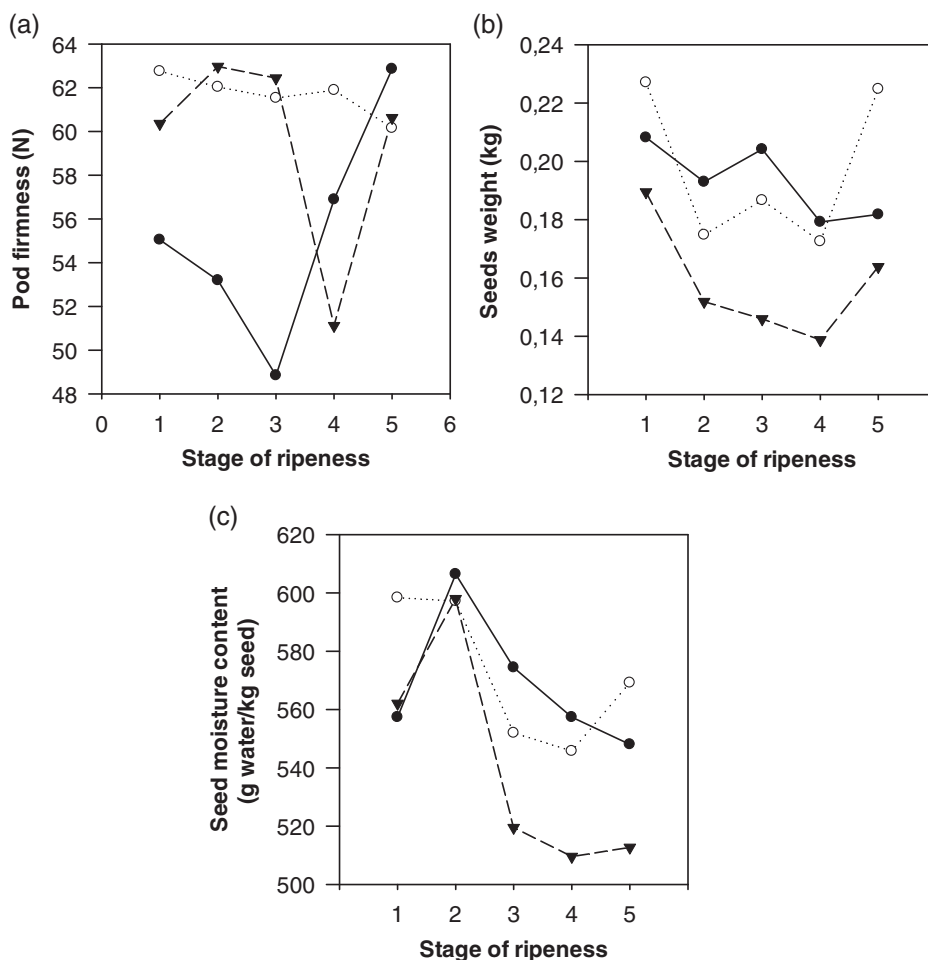 (a)
64
62
60
58
56
54
52
50
48
Pod firmness (N)
0 1 2 3 4 5 6
Stage of ripeness
(b)
0,24
0,22
0,20
0,18
0,16
0,14
0,12
Seeds weight (kg)
1 2 3 4 5
Stage of ripeness
(c)
620
600
580
560
540
520
500
Seed moisture content
(g water/kg seed)
1 2 3 4 5
Stage of ripeness